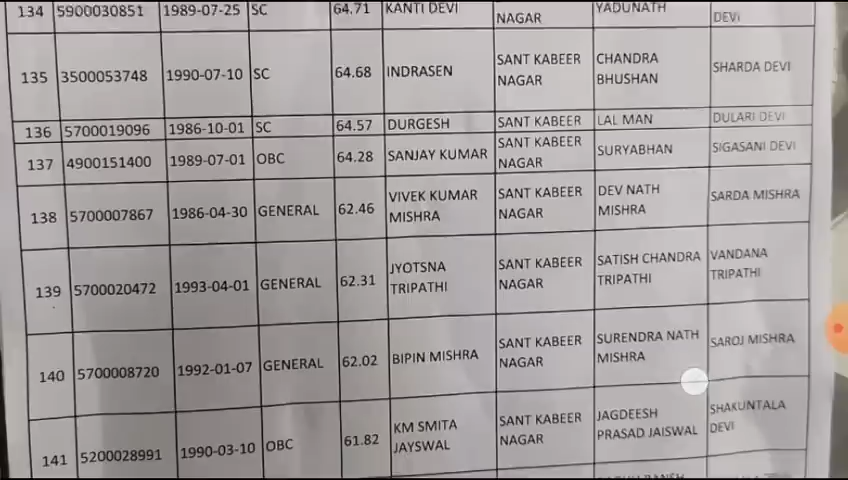 134 5900030851 1989-07-25 SC 64.71 KANTI DEVI NAGAR YADUNATH DEVI
135 3500053748 1990-07-10 SC 64.68 INDRASEN SANT KABEER NAGAR CHANDRA BHUSHAN SHARDA DEVI
136 5700019096 1986-10-01 SC 64.57 DURGESH SANT KABEER LAL MAN DULARI DEVI
137 4900151400 1989-07-01 OBC 64.28 SANJAY KUMAR SANT KABEER NAGAR SURYABHAN SIGASANI DEVI
138 5700007867 1986-04-30 GENERAL 62.46 VIVEK KUMAR MISHRA SANT KABEER NAGAR DEV NATH MISHRA SARDA MISHRA
139 5700020472 1993-04-01 GENERAL 62.31 JYOTSNA TRIPATHI SANT KABEER NAGAR SATISH CHANDRA TRIPATHI VANDANA TRIPATHI
140 5700008720 1992-01-07 GENERAL 62.02 BIPIN MISHRA SANT KABEER NAGAR SURENDRA NATH MISHRA SAROJ MISHRA
141 5200028991 1990-03-10 OBC 61.82 KM SMITA JAYSWAL SANT KABEER NAGAR JAGDEESH PRASAD JAISWAL SHAKUNTALA DEVI